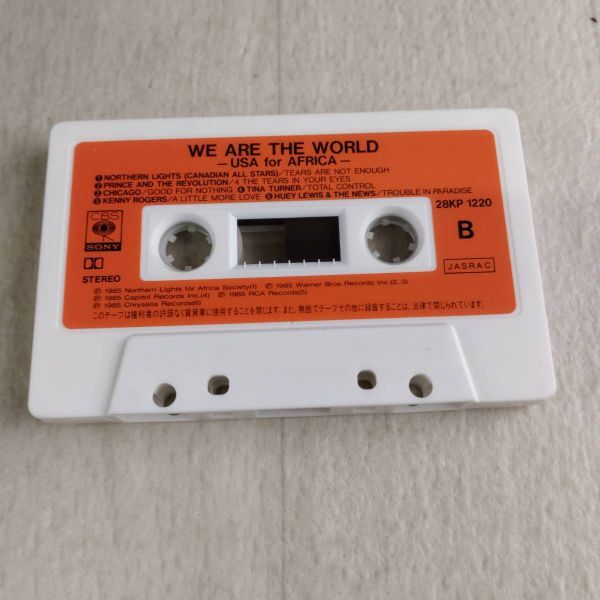 WE ARE THE WORLD
– USA for AFRICA –
❶ NORTHERN LIGHTS (CANADIAN ALL STARS)/TEARS ARE NOT ENOUGH
❷ PRINCE AND THE REVOLUTION/4 THE TEARS IN YOUR EYES
❸ CHICAGO/GOOD FOR NOTHING ❹ TINA TURNER/TOTAL CONTROL
❺ KENNY ROGERS/A LITTLE MORE LOVE ❻ HUEY LEWIS & THE NEWS/TROUBLE IN PARADISE
28KP 1220
CBS
SONY
B
STEREO
JASRAC
Ⓟ 1985 Northern Lights for Africa Society(1) Ⓟ 1985 Warner Bros Records Inc.(2, 3)
Ⓟ 1985 Capitol Records Inc.(4) Ⓟ 1985 RCA Records(5)
Ⓟ 1985 Chrysalis Records(6)
このテープは権利者の許諾なく賃貸業に使用することを禁じます。また、無断でテープその他に録音することは、法律で禁じられています。